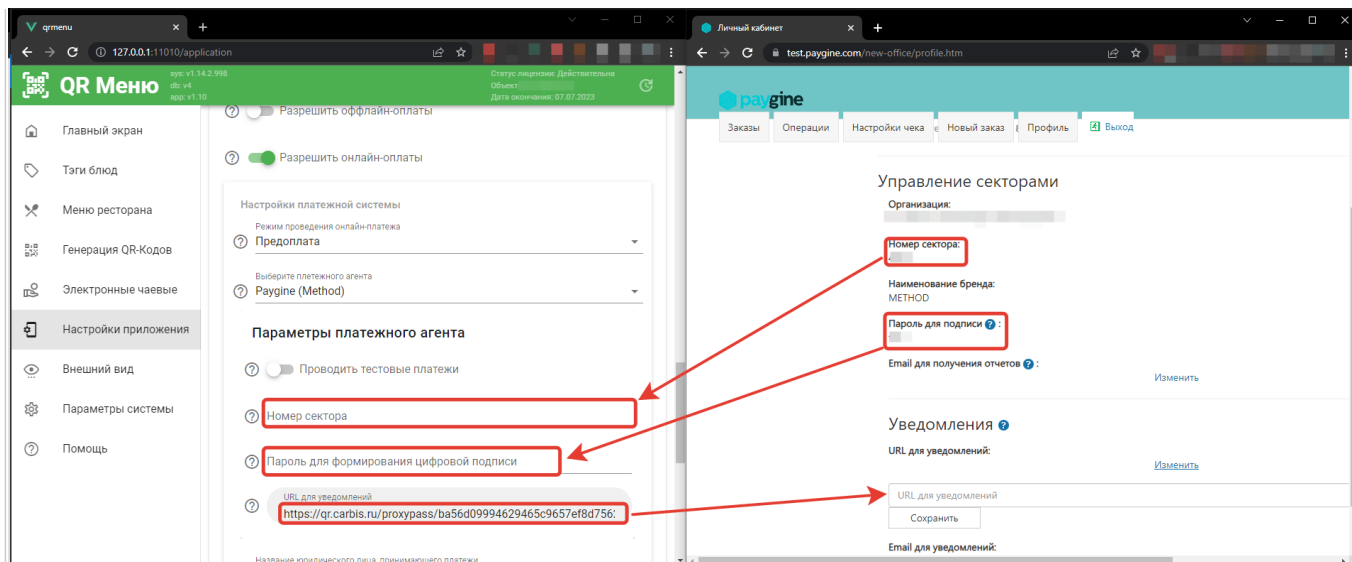 qrmenu
127.0.0.1:11010/application
QR Меню
sys: v1.14.2.998
db: v4
app: v1.10
Статус лицензии: Действительна
Объект
Дата окончания: 07.07.2023
Главный экран
Тэги блюд
Меню ресторана
Генерация QR-Кодов
Электронные чаевые
Настройки приложения
Внешний вид
Параметры системы
Помощь
Разрешить оффлайн-оплаты
Разрешить онлайн-оплаты
Настройки платежной системы
Режим проведения онлайн-платежа
Предоплата
Выберите плетежного агента
Paygine (Method)
Параметры платежного агента
Проводить тестовые платежи
Номер сектора
Пароль для формирования цифровой подписи
URL для уведомлений
https://qr.carbis.ru/proxypass/ba56d09994629465c9657ef8d756:
Название юридического лица, принимающего платежи
Личный кабинет
test.paygine.com/new-office/profile.htm
paygine
Заказы
Операции
Настройки чека
Новый заказ
Профиль
Выход
Управление секторами
Организация:
Номер сектора:
Наименование бренда:
METHOD
Пароль для подписи ? :
Email для получения отчетов ? :
Изменить
Уведомления ?
URL для уведомлений:
Изменить
URL для уведомлений
Сохранить
Email для уведомлений: